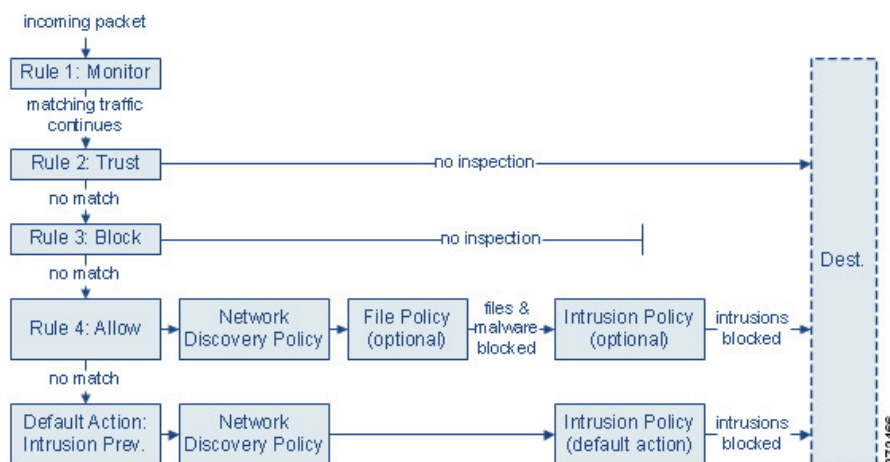 incoming packet
Rule 1: Monitor
matching traffic
continues
Rule 2: Trust
no inspection
no match
Rule 3: Block
no inspection
no match
Dest.
Rule 4: Allow
Network
Discovery Policy
File Policy
(optional)
files &
malware
blocked
Intrusion Policy
(optional)
intrusions
blocked
no match
Default Action:
Intrusion Prev.
Network
Discovery Policy
Intrusion Policy
(default action)
intrusions
blocked